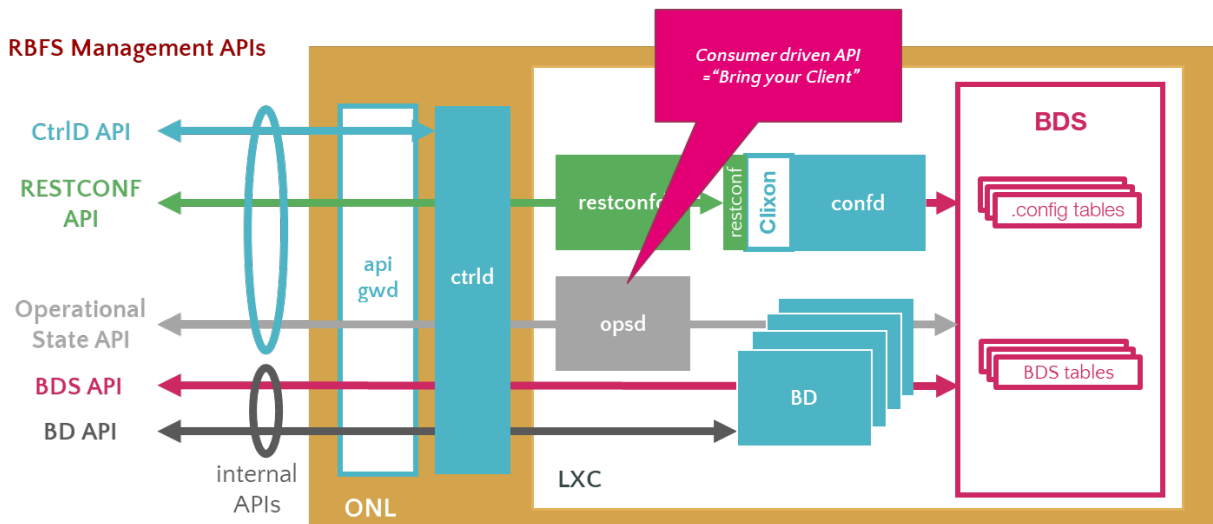 RBFS Management APIs
Consumer driven API
="Bring your Client"
CtrlD API
RESTCONF
API
Operational
State API
BDS API
BD API
internal
APIs
api
gwd
ctrld
ONL
LXC
restconfd
restconf
Clixon
confd
opsd
BD
BDS
.config tables
BDS tables